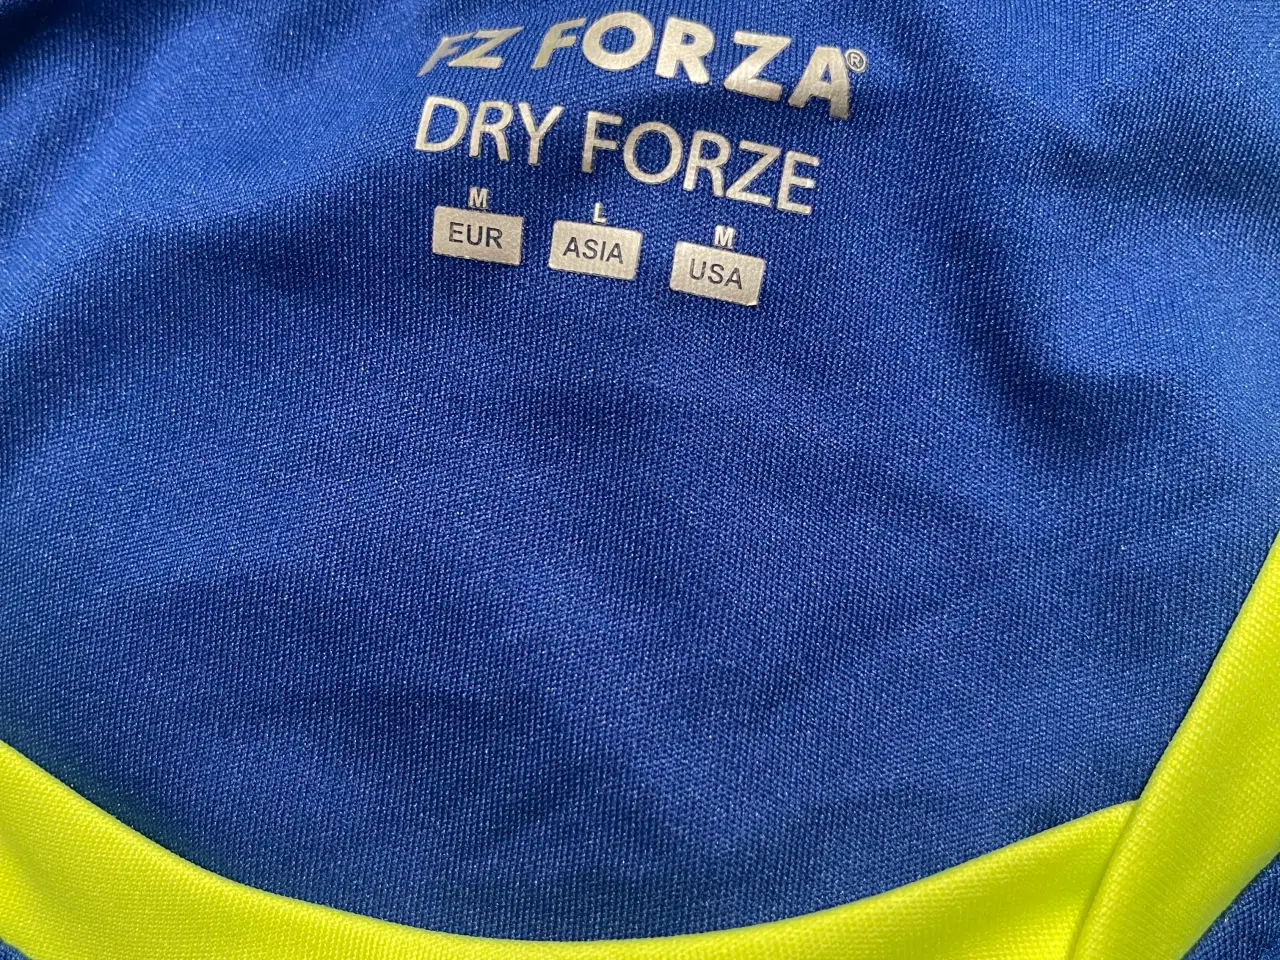 FZ FORZA®
DRY FORZE
M L M
EUR ASIA USA